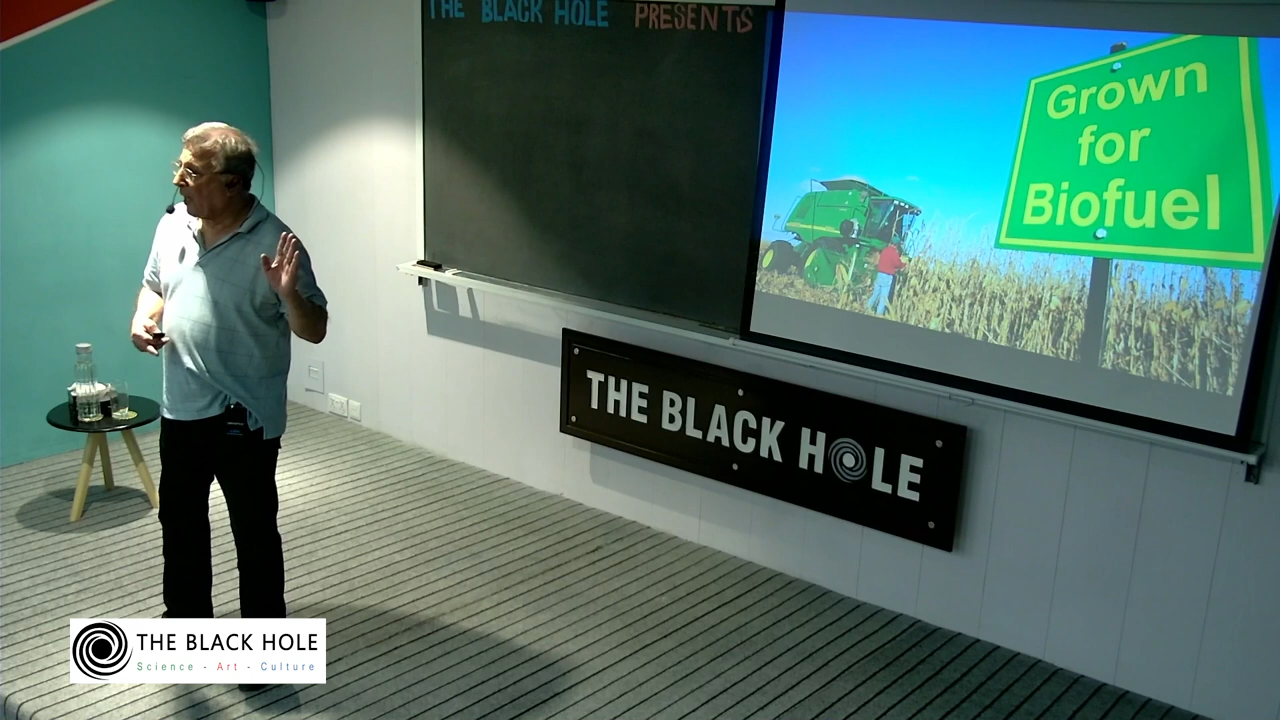 THE BLACK HOLE PRESENTS
Grown
for
Biofuel
THE BLACK HOLE
THE BLACK HOLE
Science - Art - Culture